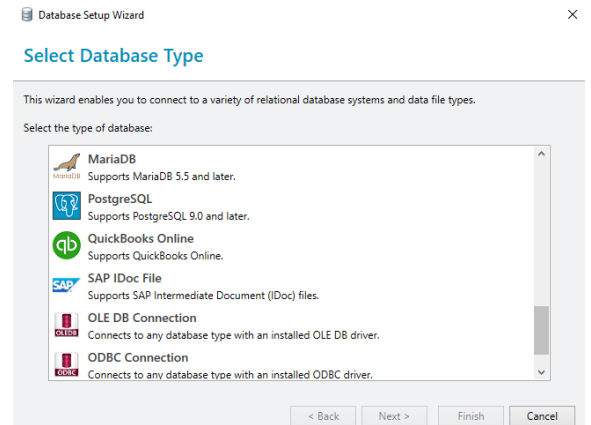 Database Setup Wizard
Select Database Type
This wizard enables you to connect to a variety of relational database systems and data file types.
Select the type of database:
MariaDB
MariaDB
Supports MariaDB 5.5 and later.
PostgreSQL
Supports PostgreSQL 9.0 and later.
qb
QuickBooks Online
Supports QuickBooks Online.
SAP
SAP IDoc File
Supports SAP Intermediate Document (IDoc) files.
OLE DB Connection
OLEDB
Connects to any database type with an installed OLE DB driver.
ODBC Connection
ODBC
Connects to any database type with an installed ODBC driver.
< Back
Next >
Finish
Cancel